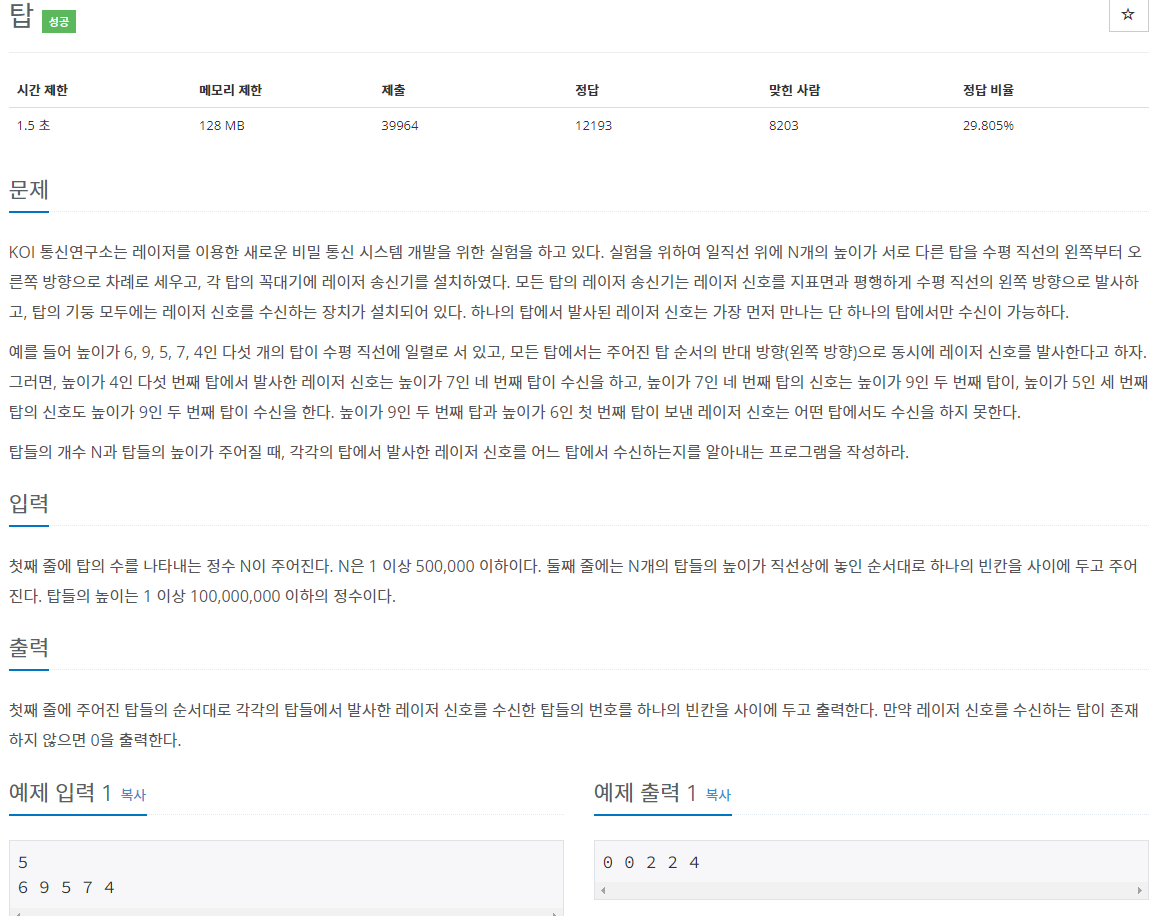 탑 성공
☆
시간 제한 메모리 제한 제출 정답 맞힌 사람 정답 비율
1.5 초 128 MB 39964 12193 8203 29.805%
문제
KOI 통신연구소는 레이저를 이용한 새로운 비밀 통신 시스템 개발을 위한 실험을 하고 있다. 실험을 위하여 일직선 위에 N개의 높이가 서로 다른 탑을 수평 직선의 왼쪽부터 오
른쪽 방향으로 차례로 세우고, 각 탑의 꼭대기에 레이저 송신기를 설치하였다. 모든 탑의 레이저 송신기는 레이저 신호를 지표면과 평행하게 수평 직선의 왼쪽 방향으로 발사하
고, 탑의 기둥 모두에는 레이저 신호를 수신하는 장치가 설치되어 있다. 하나의 탑에서 발사된 레이저 신호는 가장 먼저 만나는 단 하나의 탑에서만 수신이 가능하다.
예를 들어 높이가 6, 9, 5, 7, 4인 다섯 개의 탑이 수평 직선에 일렬로 서 있고, 모든 탑에서는 주어진 탑 순서의 반대 방향(왼쪽 방향)으로 동시에 레이저 신호를 발사한다고 하자.
그러면, 높이가 4인 다섯 번째 탑에서 발사한 레이저 신호는 높이가 7인 네 번째 탑이 수신을 하고, 높이가 7인 네 번째 탑의 신호는 높이가 9인 두 번째 탑이, 높이가 5인 세 번째
탑의 신호도 높이가 9인 두 번째 탑이 수신을 한다. 높이가 9인 두 번째 탑과 높이가 6인 첫 번째 탑이 보낸 레이저 신호는 어떤 탑에서도 수신을 하지 못한다.
탑들의 개수 N과 탑들의 높이가 주어질 때, 각각의 탑에서 발사한 레이저 신호를 어느 탑에서 수신하는지를 알아내는 프로그램을 작성하라.
입력
첫째 줄에 탑의 수를 나타내는 정수 N이 주어진다. N은 1 이상 500,000 이하이다. 둘째 줄에는 N개의 탑들의 높이가 직선상에 놓인 순서대로 하나의 빈칸을 사이에 두고 주어
진다. 탑들의 높이는 1 이상 100,000,000 이하의 정수이다.
출력
첫째 줄에 주어진 탑들의 순서대로 각각의 탑들에서 발사한 레이저 신호를 수신한 탑들의 번호를 하나의 빈칸을 사이에 두고 출력한다. 만약 레이저 신호를 수신하는 탑이 존재
하지 않으면 0을 출력한다.
예제 입력 1 복사
5
6 9 5 7 4
예제 출력 1 복사
0 0 2 2 4